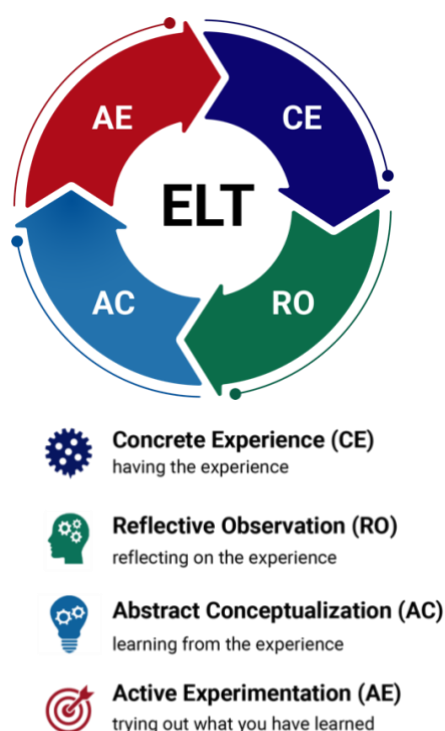 AE
CE
ELT
AC
RO
Concrete Experience (CE)
having the experience
Reflective Observation (RO)
reflecting on the experience
Abstract Conceptualization (AC)
learning from the experience
Active Experimentation (AE)
trying out what you have learned